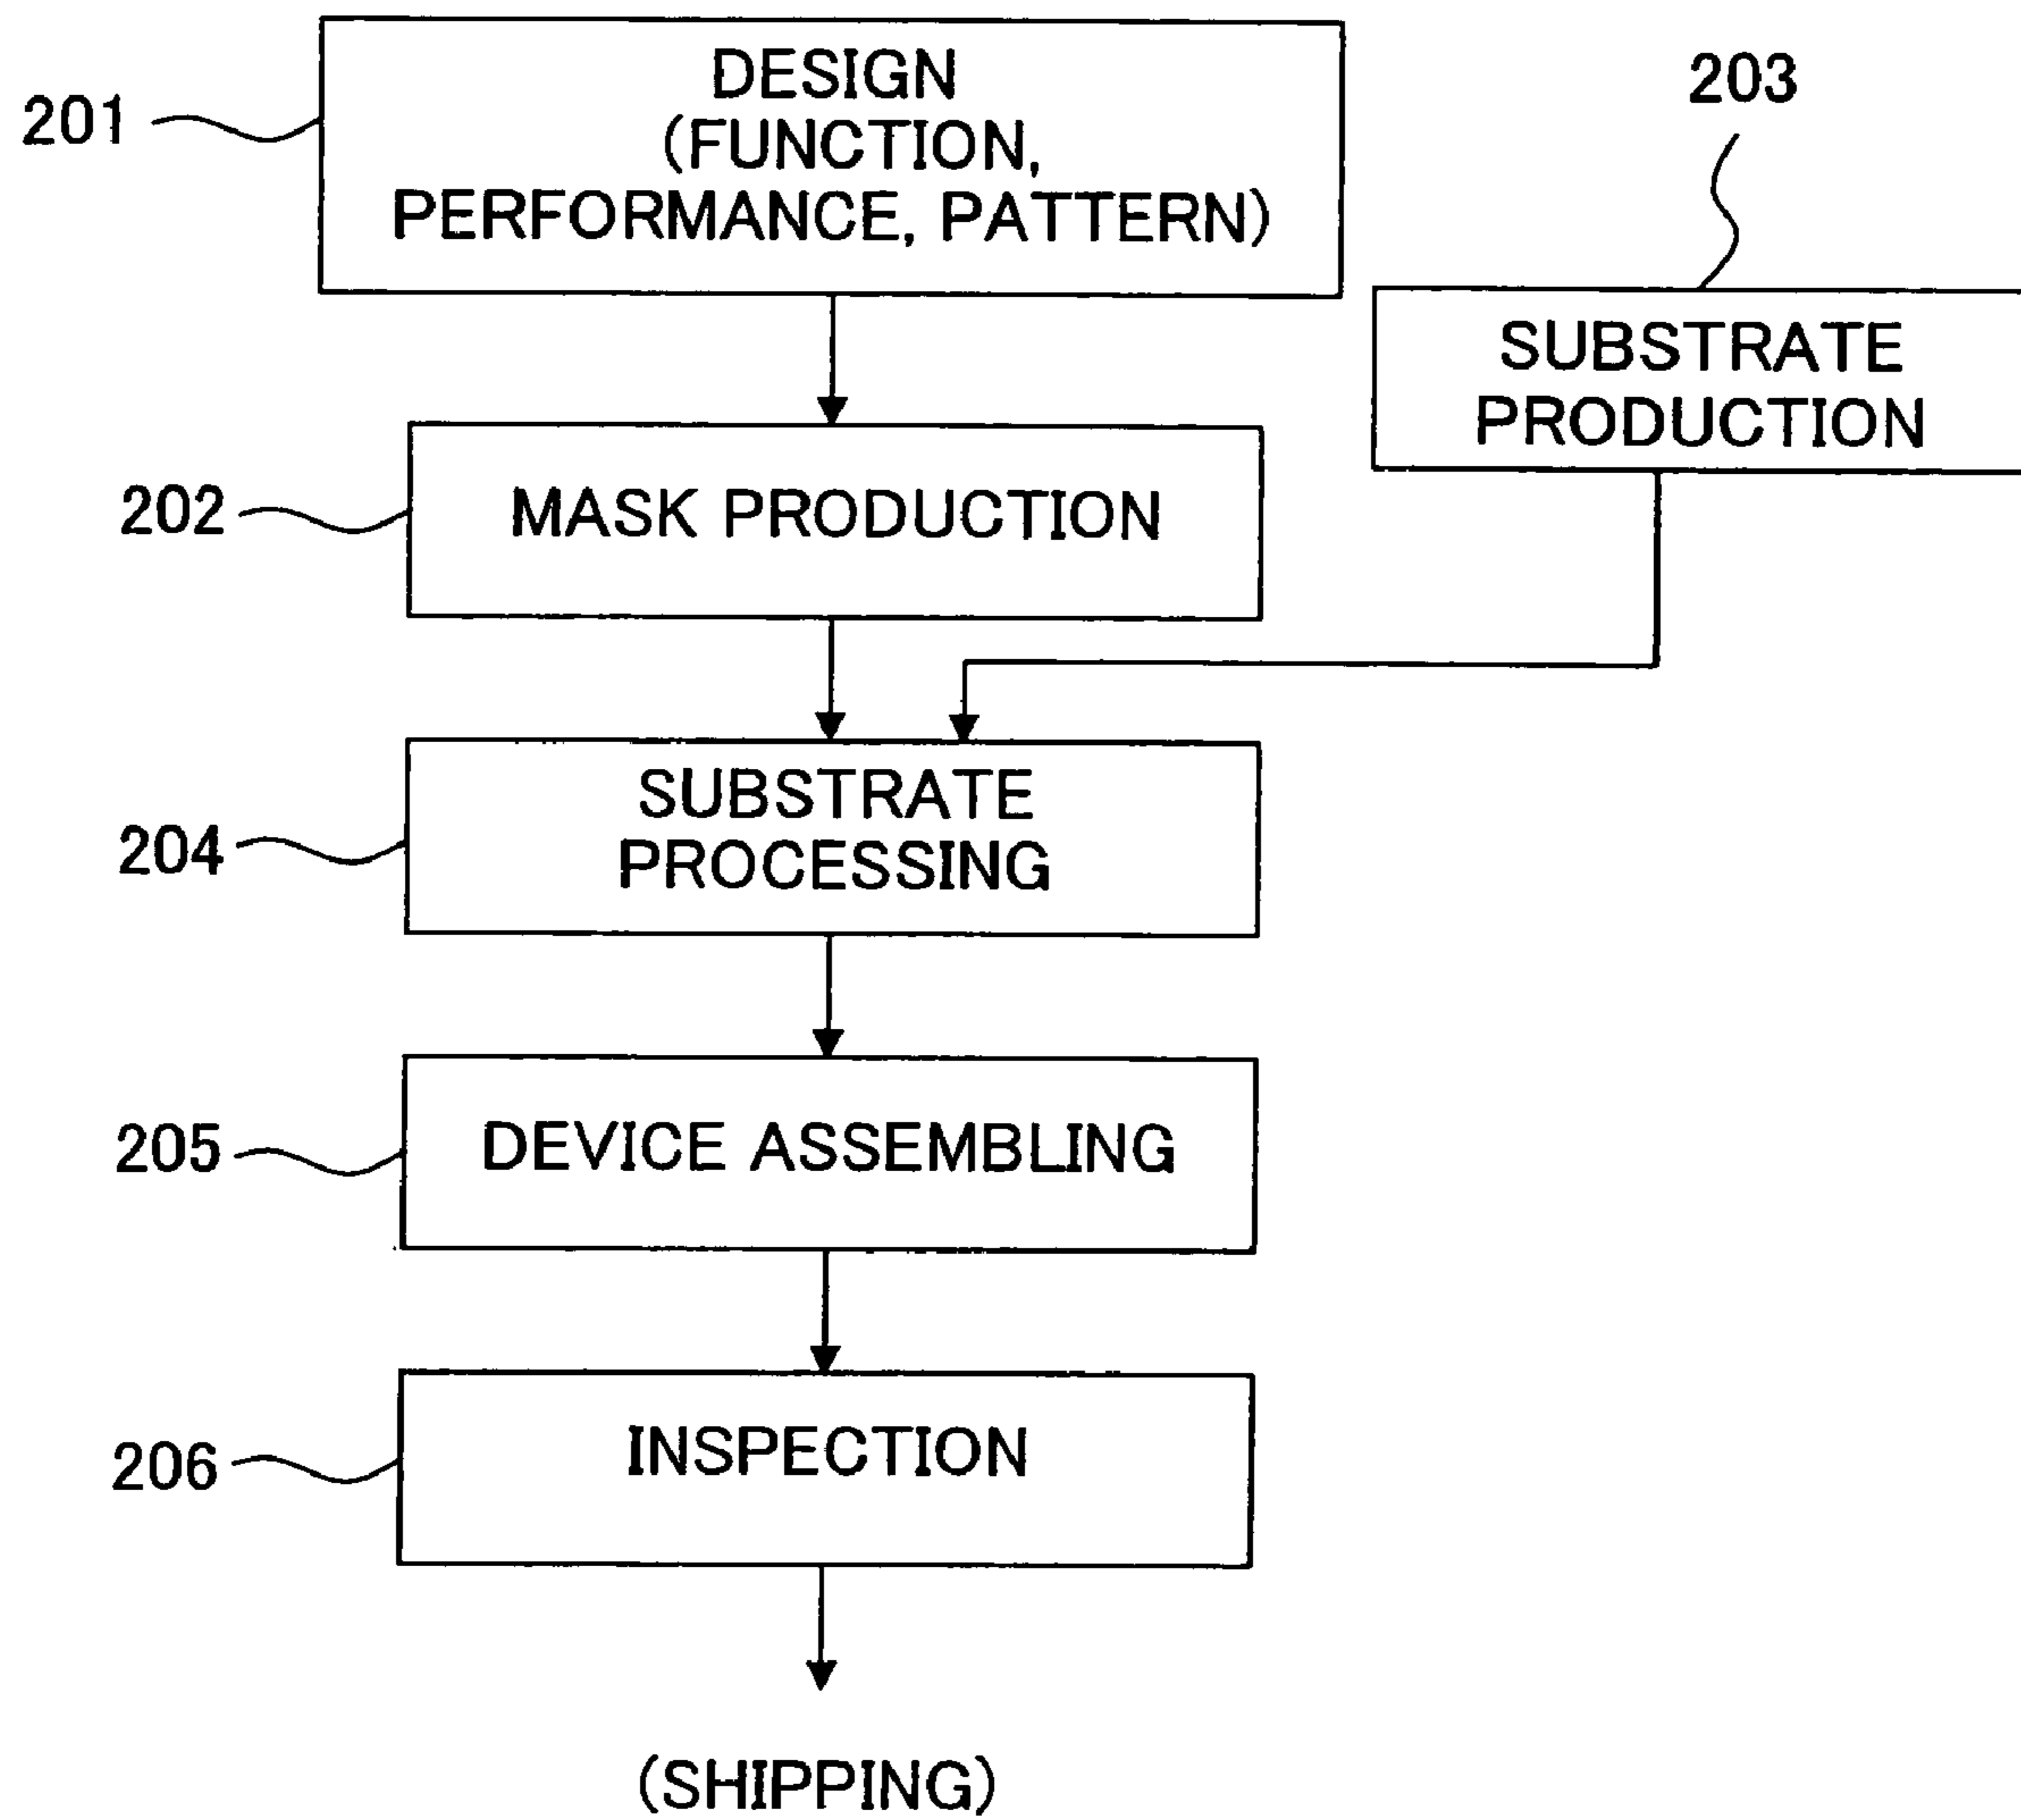 201
DESIGN
(FUNCTION,
PERFORMANCE, PATTERN)
203
SUBSTRATE
PRODUCTION
202
MASK PRODUCTION
204
SUBSTRATE
PROCESSING
205
DEVICE ASSEMBLING
206
INSPECTION
(SHIPPING)